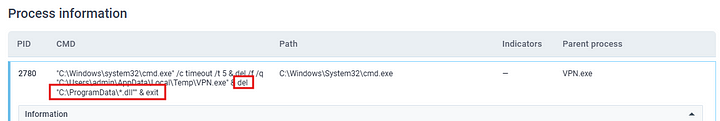 Process information
PID CMD Path Indicators Parent process
2780 "C:\Windows\system32\cmd.exe" /c timeout /t 5 & del /f /q C:\Windows\System32\cmd.exe — VPN.exe
"C:\Users\admin\AppData\Local\Temp\VPN.exe" & del
"C:\ProgramData\*.dll"" & exit
Information